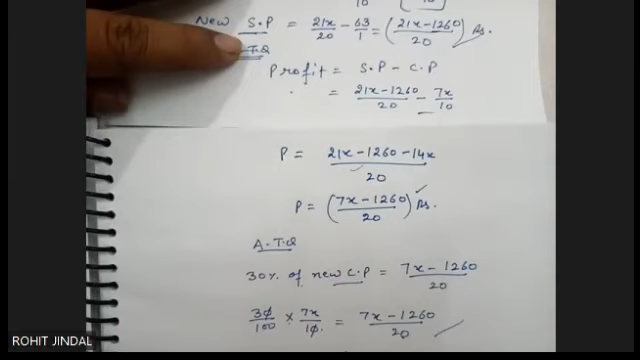 10
10
New S.P = 21x/20 - 63/1 = (21x-1260/20) Rs.
A.T.Q
Profit = S.P - C.P
= 21x-1260/20 - 7x/10
P = 21x-1260-14x/20
P = (7x-1260/20) Rs.
A.T.Q
30% of new C.P = 7x-1260/20
30/100 × 7x/10 = 7x-1260/20
ROHIT JINDAL